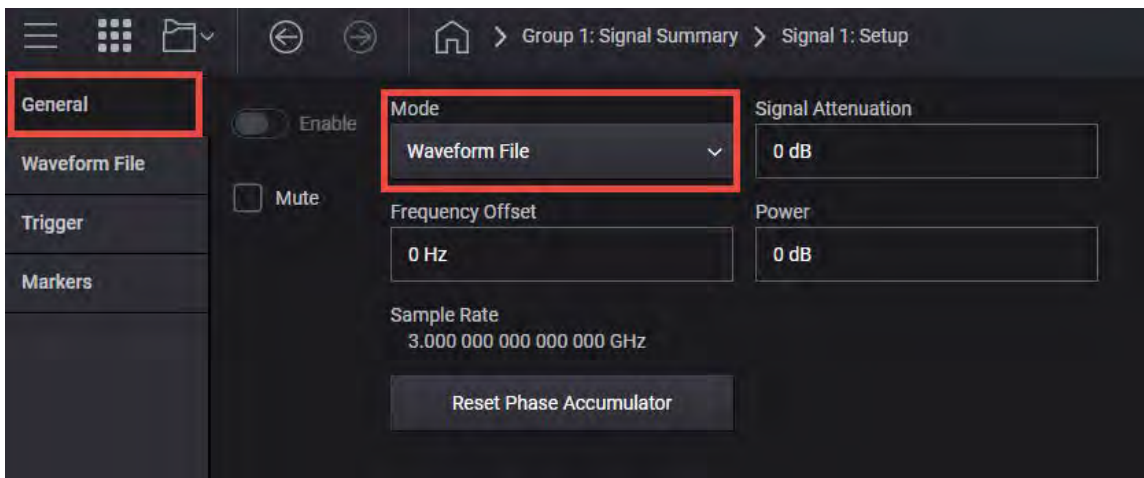 Group 1: Signal Summary > Signal 1: Setup
General
Waveform File
Trigger
Markers
Enable
Mute
Mode
Waveform File
Signal Attenuation
0 dB
Frequency Offset
0 Hz
Power
0 dB
Sample Rate
3.000 000 000 000 000 GHz
Reset Phase Accumulator